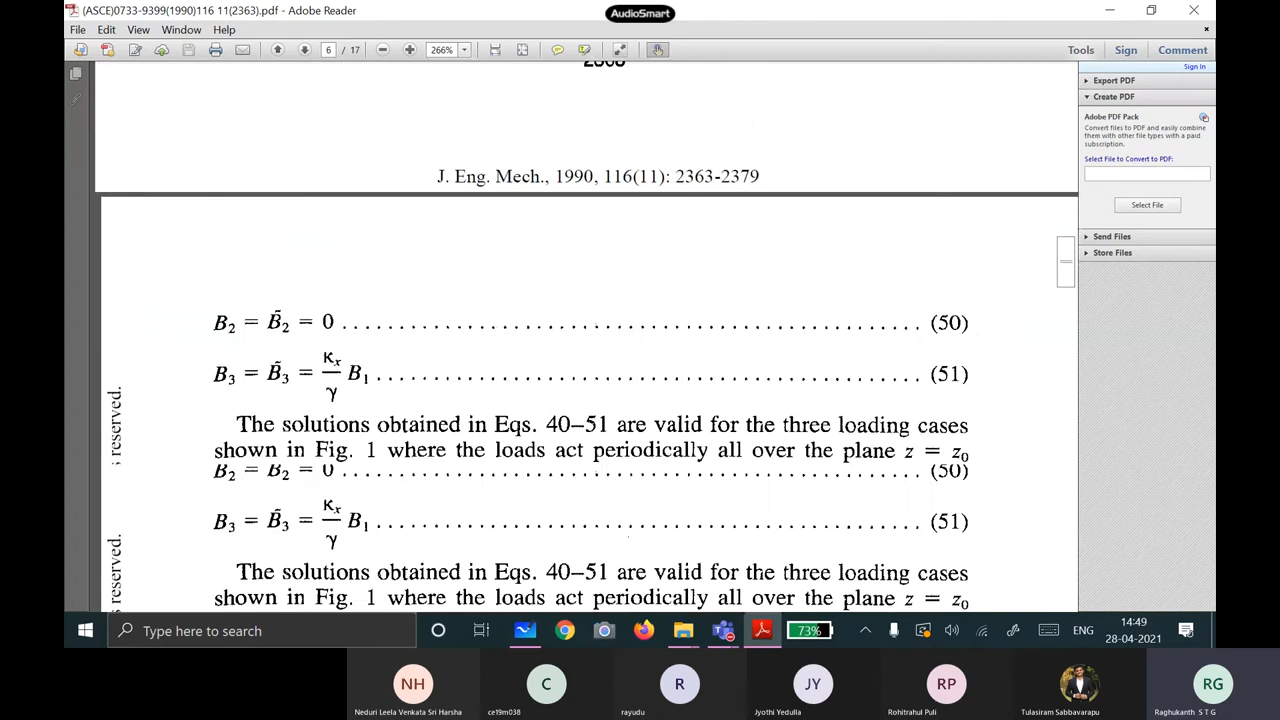 (ASCE)0733-9399(1990)116 11(2363).pdf - Adobe Reader
AudioSmart
File Edit View Window Help
6 / 17 266% Tools Sign Comment
Sign In
Export PDF
Create PDF
Adobe PDF Pack
Convert files to PDF and easily combine
them with other file types with a paid
subscription.
Select File to Convert to PDF:
Select File
Send Files
Store Files
J. Eng. Mech., 1990, 116(11): 2363-2379
B₂ = B̃₂ = 0 . . . . . . . . . . . . . . . . . . . . (50)
B₃ = B̃₃ = κₓ/γ B₁ . . . . . . . . . . . . . . . . . . . . (51)
The solutions obtained in Eqs. 40–51 are valid for the three loading cases
shown in Fig. 1 where the loads act periodically all over the plane z = z₀
B₂ = B̃₂ = 0 . . . . . . . . . . . . . . . . . . . . (50)
B₃ = B̃₃ = κₓ/γ B₁ . . . . . . . . . . . . . . . . . . . . (51)
The solutions obtained in Eqs. 40–51 are valid for the three loading cases
shown in Fig. 1 where the loads act periodically all over the plane z = z₀
reserved.
reserved.
Type here to search
73%
ENG
14:49
28-04-2021
NH C R JY RP RG
Neduri Leela Venkata Sri Harsha ce19m038 rayudu Jyothi Yedulla Rohitrahul Puli Tulasiram Sabbavarapu Raghukanth S T G